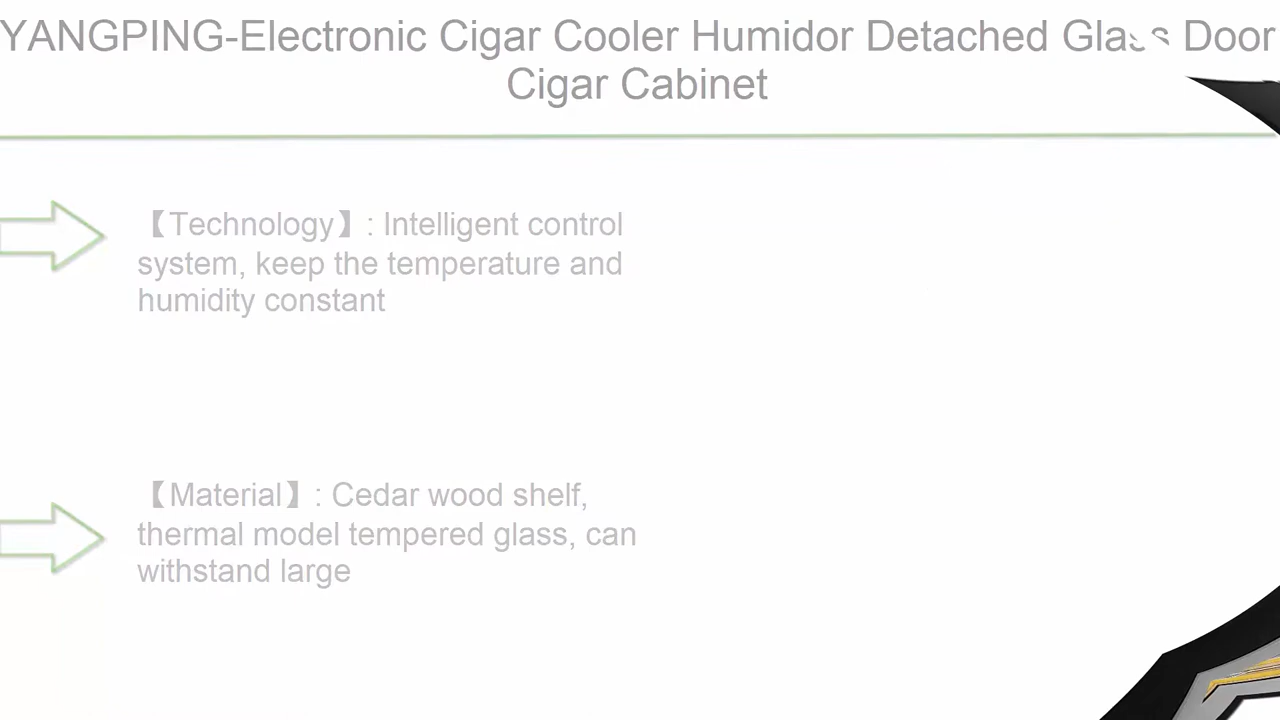 YANGPING-Electronic Cigar Cooler Humidor Detached Glass Door
Cigar Cabinet
【Technology】: Intelligent control
system, keep the temperature and
humidity constant
【Material】: Cedar wood shelf,
thermal model tempered glass, can
withstand large